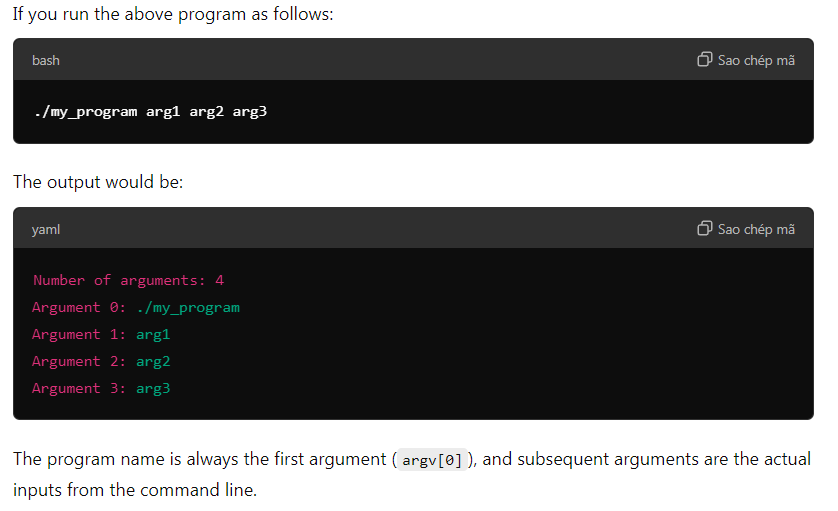 If you run the above program as follows:
bash
Sao chép mã
./my_program arg1 arg2 arg3
The output would be:
yaml
Sao chép mã
Number of arguments: 4
Argument 0: ./my_program
Argument 1: arg1
Argument 2: arg2
Argument 3: arg3
The program name is always the first argument ( argv[0] ), and subsequent arguments are the actual
inputs from the command line.